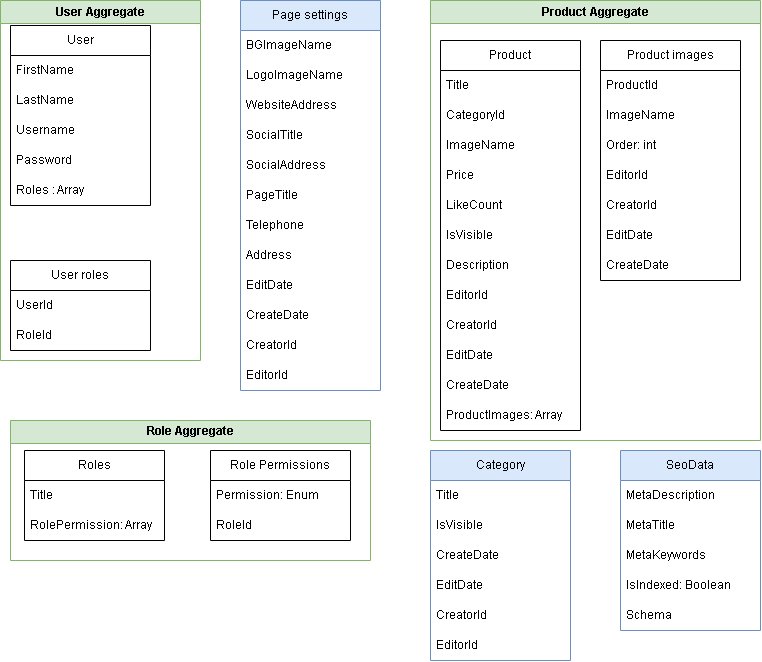 User Aggregate
User
FirstName
LastName
Username
Password
Roles : Array
User roles
UserId
RoleId
Page settings
BGImageName
LogoImageName
WebsiteAddress
SocialTitle
SocialAddress
PageTitle
Telephone
Address
EditDate
CreateDate
CreatorId
EditorId
Product Aggregate
Product
Title
CategoryId
ImageName
Price
LikeCount
IsVisible
Description
EditorId
CreatorId
EditDate
CreateDate
ProductImages: Array
Product images
ProductId
ImageName
Order: int
EditorId
CreatorId
EditDate
CreateDate
Role Aggregate
Roles
Title
RolePermission: Array
Role Permissions
Permission: Enum
RoleId
Category
Title
IsVisible
CreateDate
EditDate
CreatorId
EditorId
SeoData
MetaDescription
MetaTitle
MetaKeywords
IsIndexed: Boolean
Schema